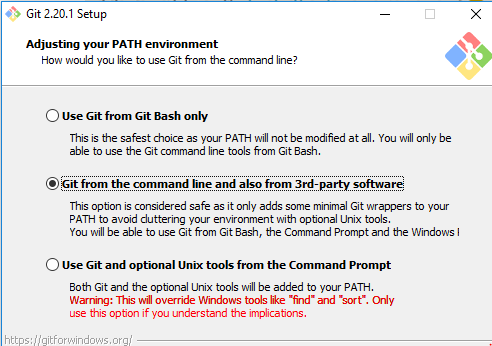 Git 2.20.1 Setup
Adjusting your PATH environment
How would you like to use Git from the command line?
Use Git from Git Bash only
This is the safest choice as your PATH will not be modified at all. You will only be
able to use the Git command line tools from Git Bash.
Git from the command line and also from 3rd-party software
This option is considered safe as it only adds some minimal Git wrappers to your
PATH to avoid cluttering your environment with optional Unix tools.
You will be able to use Git from Git Bash, the Command Prompt and the Windows
Use Git and optional Unix tools from the Command Prompt
Both Git and the optional Unix tools will be added to your PATH.
Warning: This will override Windows tools like "find" and "sort". Only
use this option if you understand the implications.
https://gitforwindows.org/